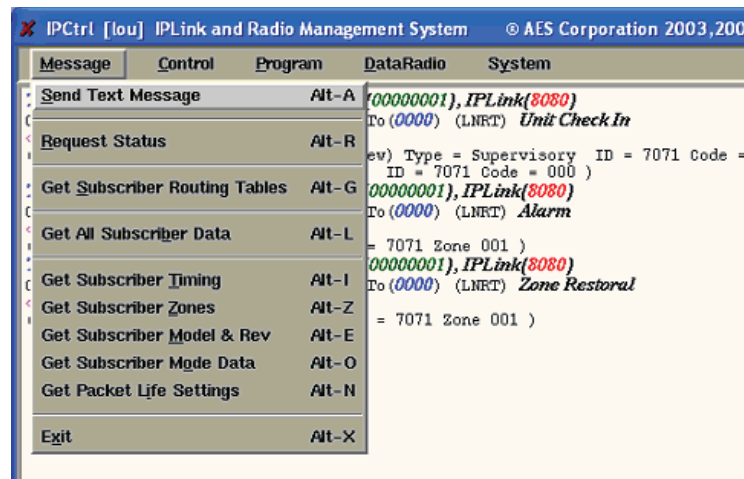 IPCtrl [lou] IPLink and Radio Management System © AES Corporation 2003,200
Message Control Program DataRadio System
Send Text Message Alt-A
Request Status Alt-R
Get Subscriber Routing Tables Alt-G
Get All Subscriber Data Alt-L
Get Subscriber Timing Alt-I
Get Subscriber Zones Alt-Z
Get Subscriber Model & Rev Alt-E
Get Subscriber Mode Data Alt-O
Get Packet Life Settings Alt-N
Exit Alt-X
(00000001), IPLink(8080)
To(0000) (LNRT) Unit Check In
ev) Type = Supervisory ID = 7071 Code =
ID = 7071 Code = 000 )
(00000001), IPLink(8080)
To(0000) (LNRT) Alarm
= 7071 Zone 001 )
(00000001), IPLink(8080)
To(0000) (LNRT) Zone Restoral
= 7071 Zone 001 )